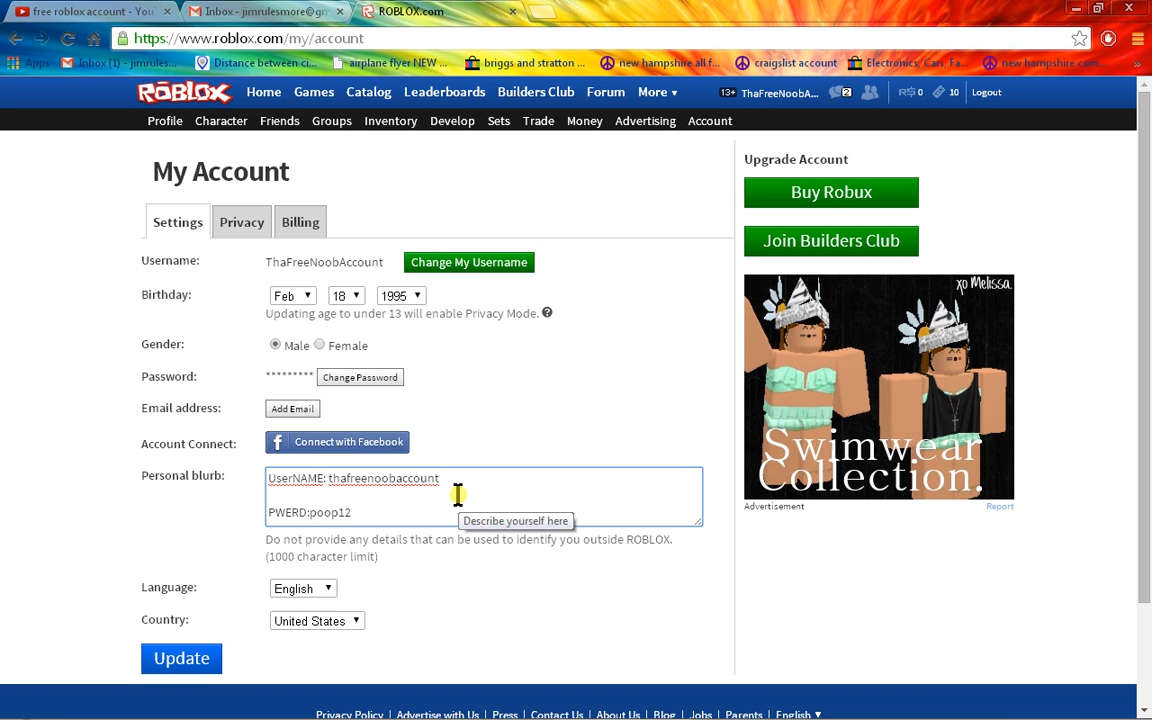 free roblox account - You
Inbox - jimrulesmore@gm
ROBLOX.com
https://www.roblox.com/my/account
Apps
Inbox (1) - jimrules...
Distance between ci...
airplane flyer NEW ...
briggs and stratton ...
new hampshire all f...
craigslist account
Electronics, Cars, Fa...
new hampshire com...
»
ROBLOX Home Games Catalog Leaderboards Builders Club Forum More ▾ 13+ ThaFreeNoobA... 2 R$ 0 10 Logout
Profile Character Friends Groups Inventory Develop Sets Trade Money Advertising Account
My Account
Settings Privacy Billing
Username: ThaFreeNoobAccount Change My Username
Birthday: Feb 18 1995
Updating age to under 13 will enable Privacy Mode. ?
Gender: Male Female
Password: ********* Change Password
Email address: Add Email
Account Connect: f Connect with Facebook
Personal blurb: UserNAME: thafreenoobaccount
PWERD:poop12
Describe yourself here
Do not provide any details that can be used to identify you outside ROBLOX.
(1000 character limit)
Language: English
Country: United States
Update
Upgrade Account
Buy Robux
Join Builders Club
xo Melissa.
Swimwear
Collection.
Advertisement Report
Privacy Policy Advertise with Us Press Contact Us About Us Blog Jobs Parents English ▾